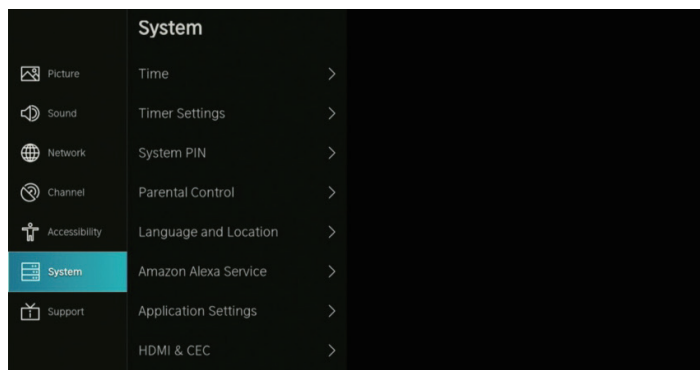 System
Picture
Time
Sound
Timer Settings
Network
System PIN
Channel
Parental Control
Accessibility
Language and Location
System
Amazon Alexa Service
Support
Application Settings
HDMI & CEC